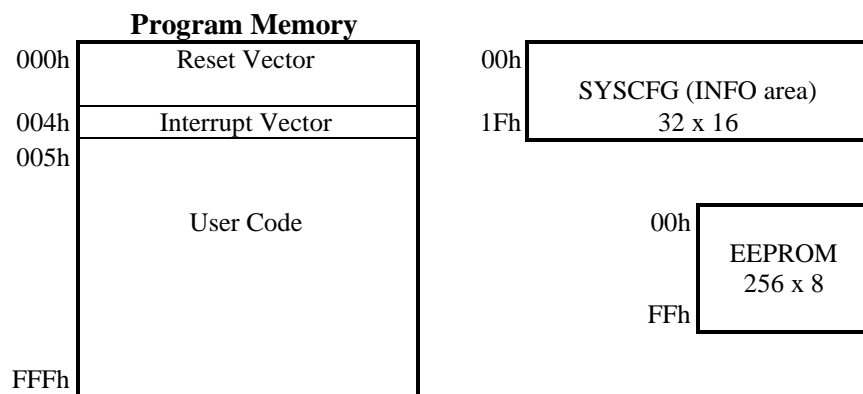 Program Memory
000h
Reset Vector
004h
Interrupt Vector
005h
User Code
FFFh
00h
SYSCFG (INFO area)
1Fh
32 x 16
00h
EEPROM
256 x 8
FFh